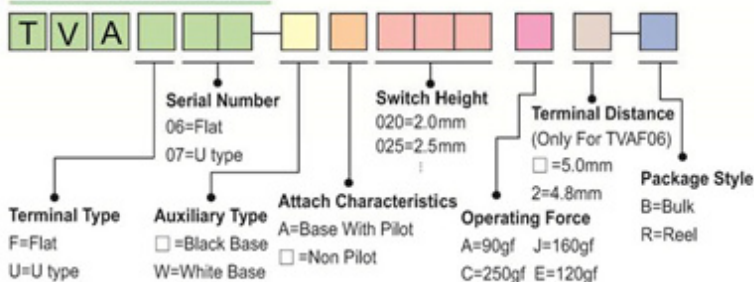 T V A □ □ □ - □ □ □ □ □ □ □ - □
Serial Number
06=Flat
07=U type
Switch Height
020=2.0mm
025=2.5mm
⋮
Terminal Distance
(Only For TVAF06)
□ =5.0mm
2=4.8mm
Package Style
B=Bulk
R=Reel
Terminal Type
F=Flat
U=U type
Auxiliary Type
□ =Black Base
W=White Base
Attach Characteristics
A=Base With Pilot
□ =Non Pilot
Operating Force
A=90gf J=160gf
C=250gf E=120gf